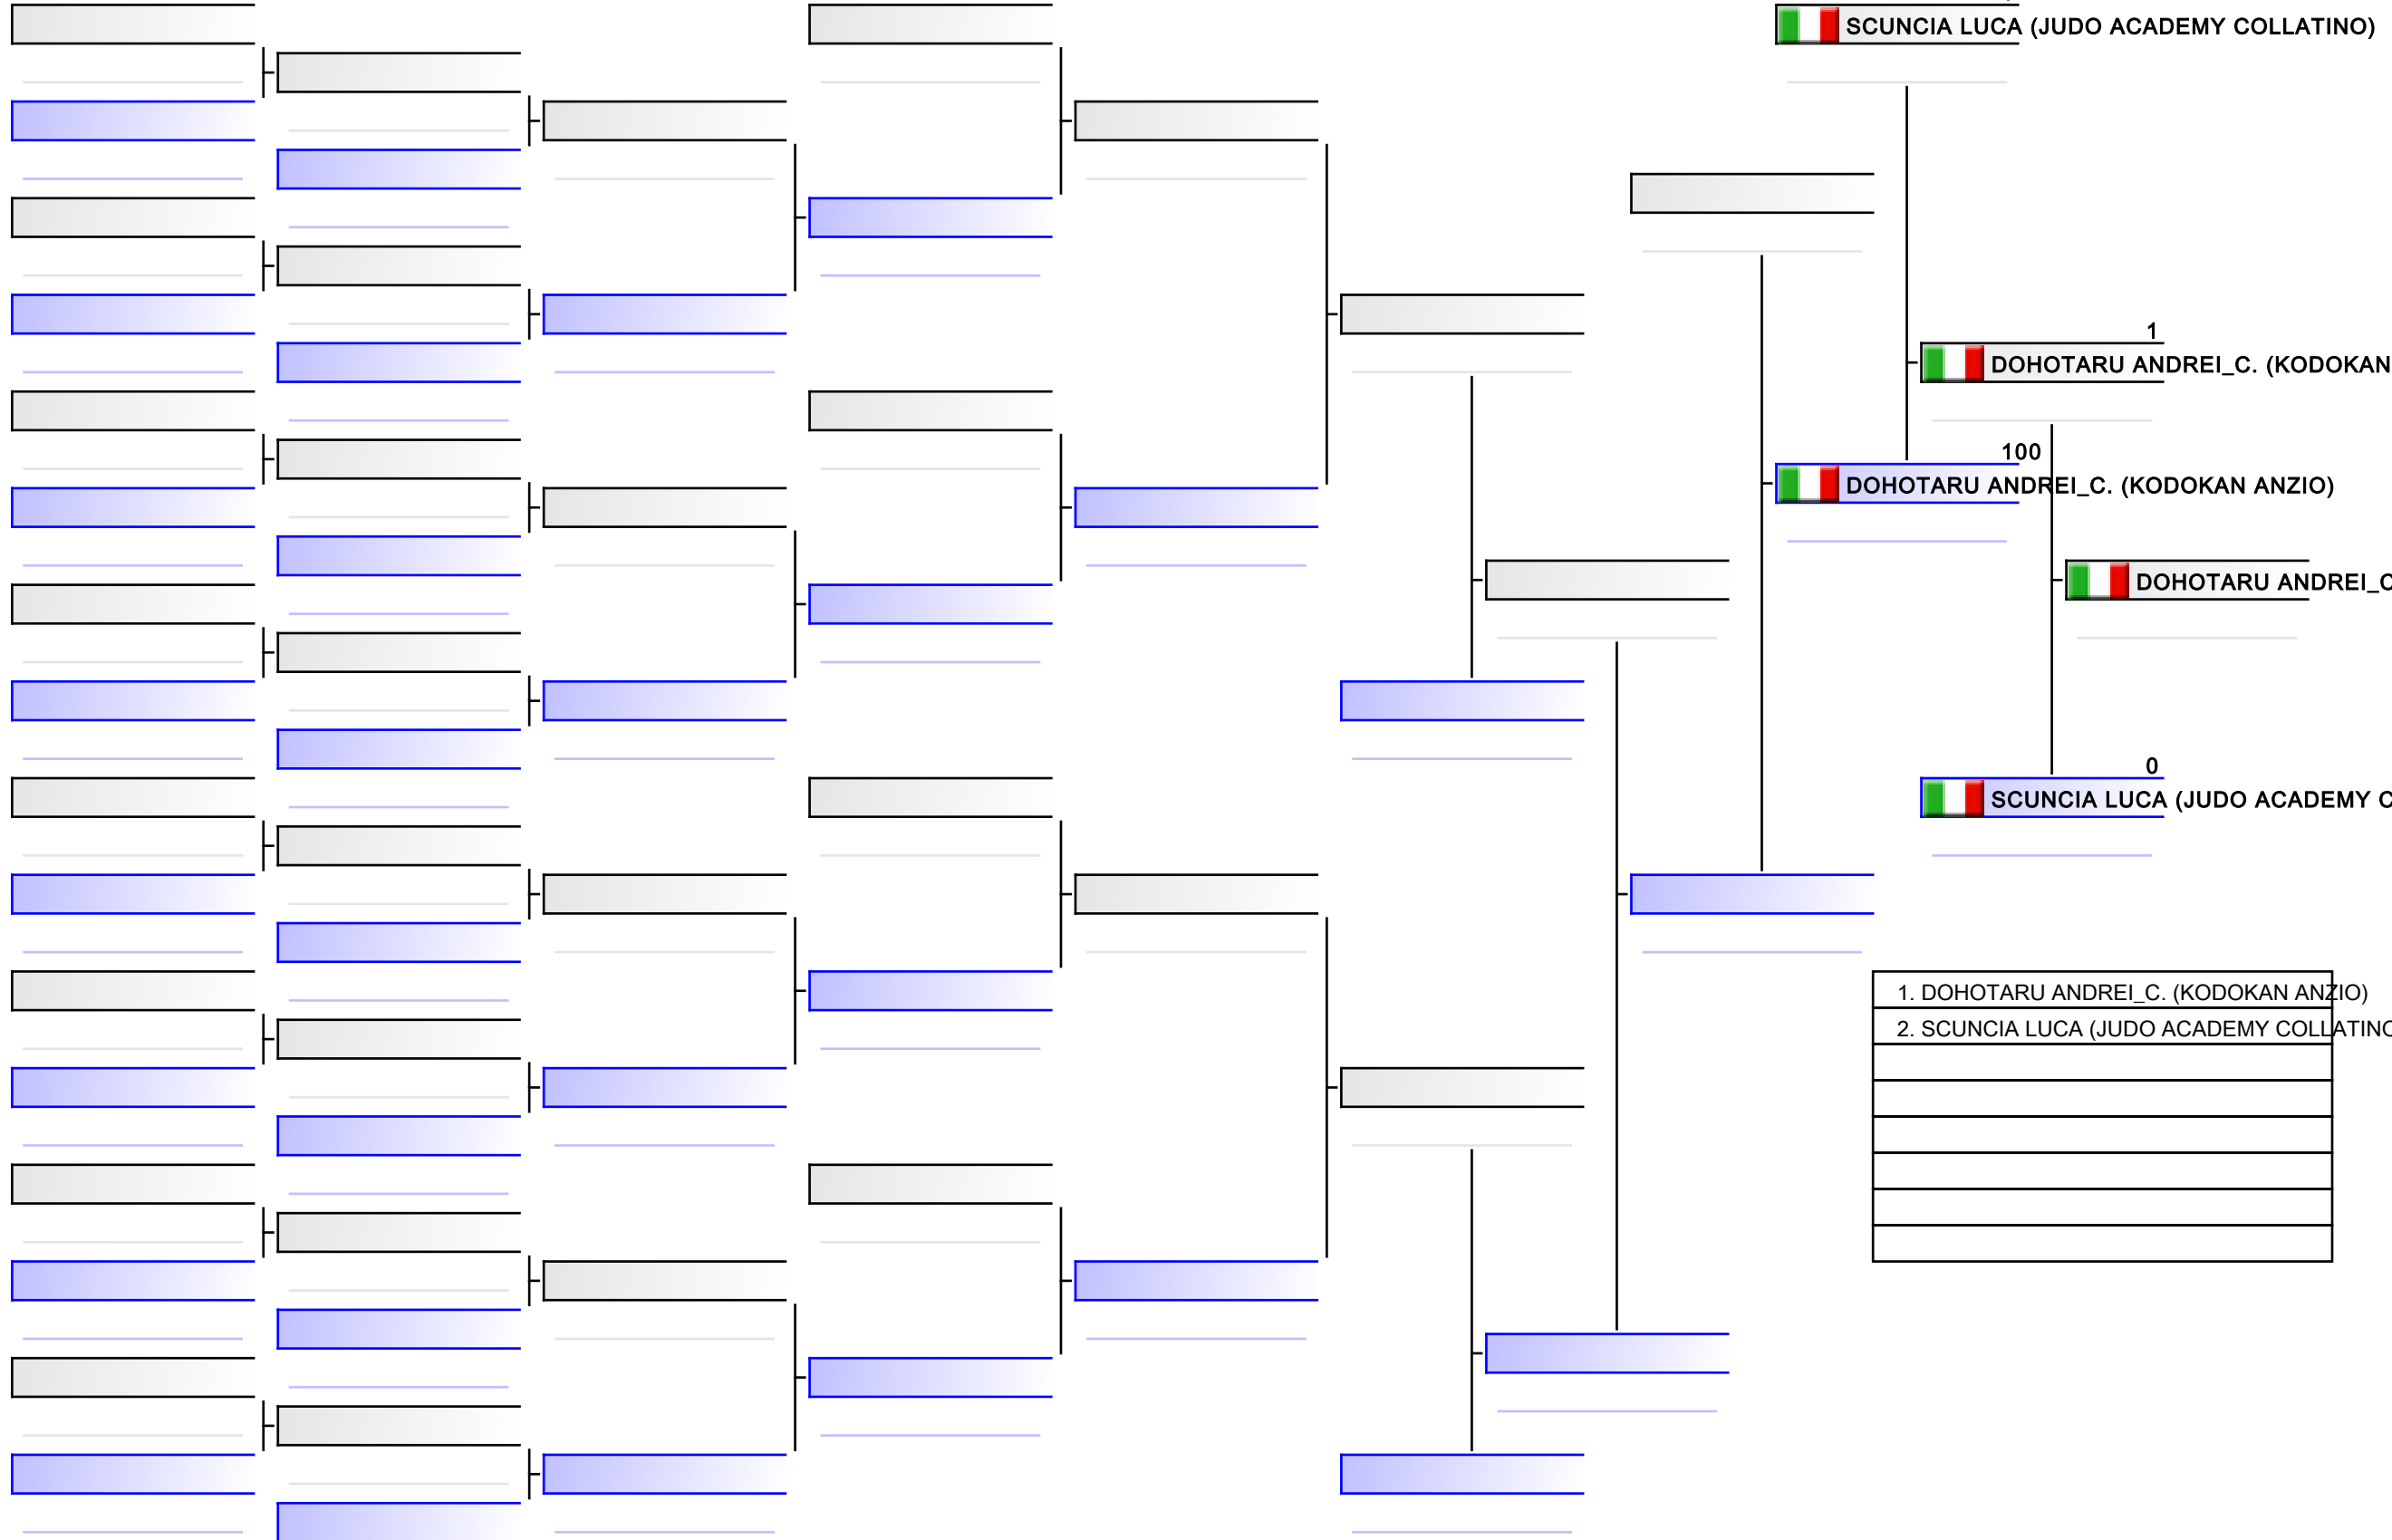 SCUNCIA LUCA (JUDO ACADEMY COLLATINO)
1
DOHOTARU ANDREI_C. (KODOKAN
100
DOHOTARU ANDREI_C. (KODOKAN ANZIO)
DOHOTARU ANDREI_C
0
SCUNCIA LUCA (JUDO ACADEMY C
1. DOHOTARU ANDREI_C. (KODOKAN ANZIO)
2. SCUNCIA LUCA (JUDO ACADEMY COLLATINO